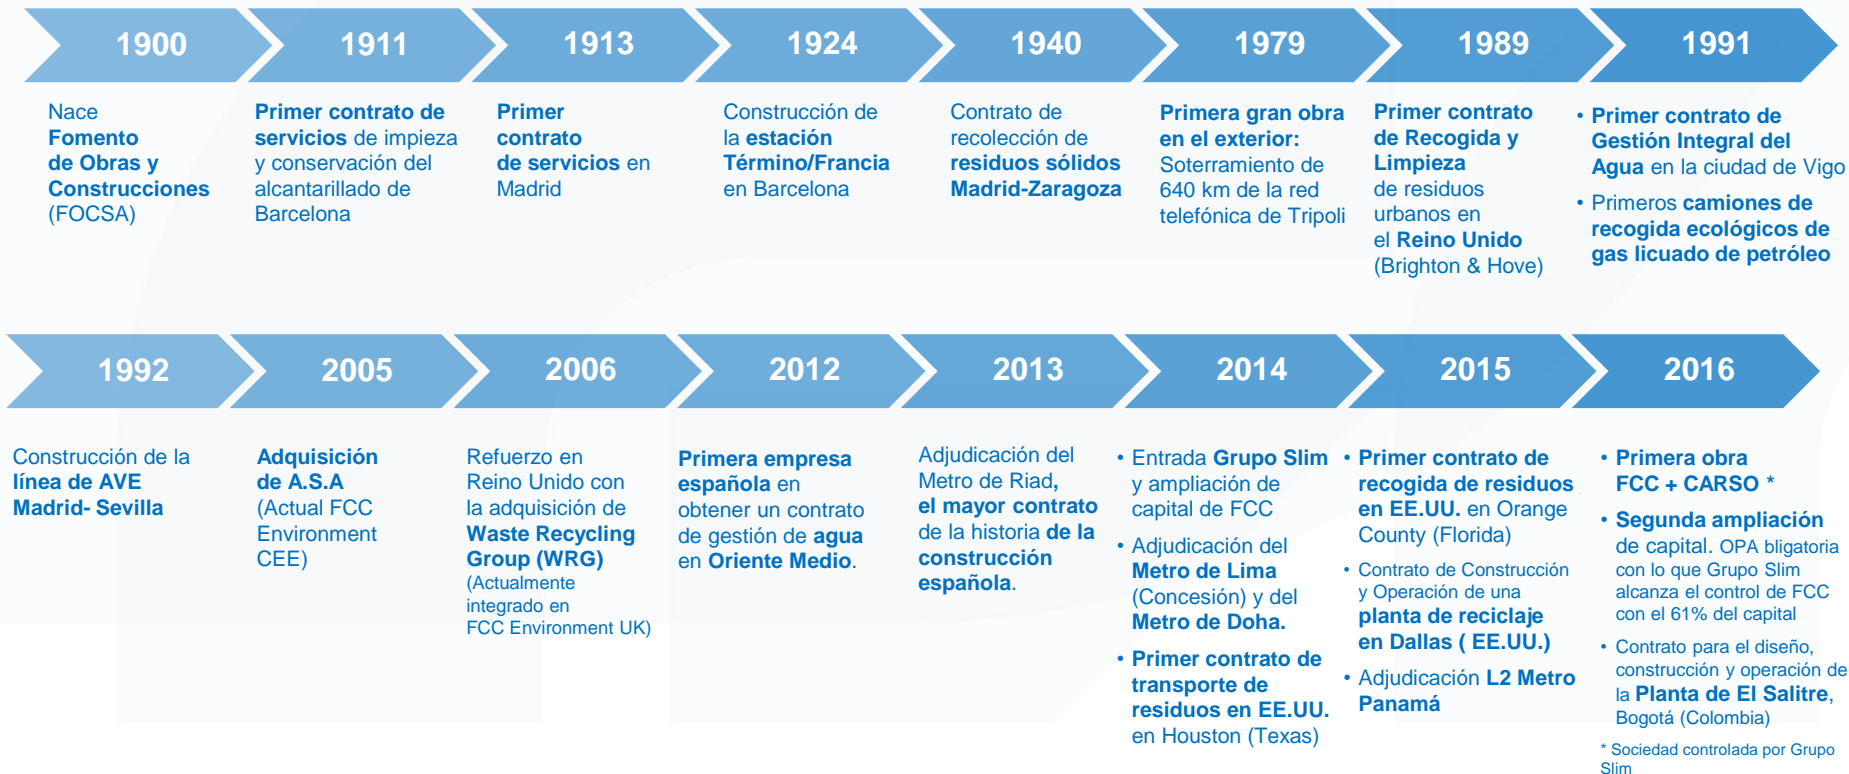 1900
Nace
Fomento
de Obras y
Construcciones
(FOCSA)
1911
Primer contrato de
servicios de impieza
y conservación del
alcantarillado de
Barcelona
1913
Primer
contrato
de servicios en
Madrid
1924
Construcción de
la estación
Término/Francia
en Barcelona
1940
Contrato de
recolección de
residuos sólidos
Madrid-Zaragoza
1979
Primera gran obra
en el exterior:
Soterramiento de
640 km de la red
telefónica de Tripoli
1989
Primer contrato
de Recogida y
Limpieza
de residuos
urbanos en
el Reino Unido
(Brighton & Hove)
1991
• Primer contrato de
Gestión Integral del
Agua en la ciudad de Vigo
• Primeros camiones de
recogida ecológicos de
gas licuado de petróleo
1992
Construcción de la
línea de AVE
Madrid- Sevilla
2005
Adquisición
de A.S.A
(Actual FCC
Environment
CEE)
2006
Refuerzo en
Reino Unido con
la adquisición de
Waste Recycling
Group (WRG)
(Actualmente
integrado en
FCC Environment UK)
2012
Primera empresa
española en
obtener un contrato
de gestión de agua
en Oriente Medio.
2013
Adjudicación del
Metro de Riad,
el mayor contrato
de la historia de la
construcción
española.
2014
• Entrada Grupo Slim
y ampliación de
capital de FCC
• Adjudicación del
Metro de Lima
(Concesión) y del
Metro de Doha.
• Primer contrato de
transporte de
residuos en EE.UU.
en Houston (Texas)
2015
• Primer contrato de
recogida de residuos
en EE.UU. en Orange
County (Florida)
• Contrato de Construcción
y Operación de una
planta de reciclaje
en Dallas ( EE.UU.)
• Adjudicación L2 Metro
Panamá
2016
• Primera obra
FCC + CARSO *
• Segunda ampliación
de capital. OPA bligatoria
con lo que Grupo Slim
alcanza el control de FCC
con el 61% del capital
• Contrato para el diseño,
construcción y operación de
la Planta de El Salitre,
Bogotá (Colombia)
* Sociedad controlada por Grupo
Slim